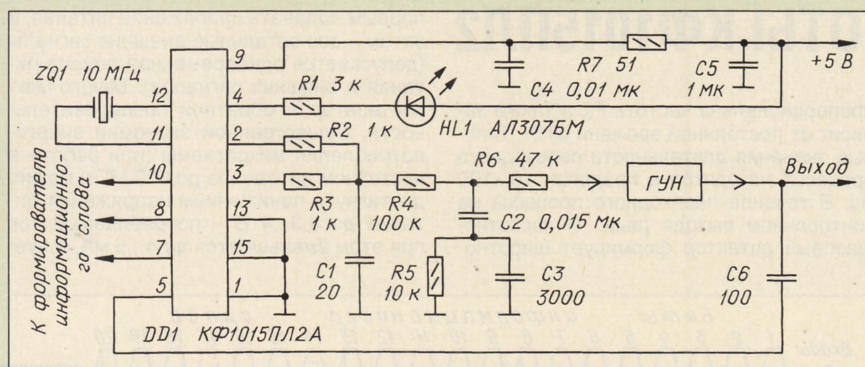 ZQ1 10 МГц
12
11
10
8
7
5
4
2
3
13
15
1
R1 3 к
R2
1 к
R3
1 к
C1
20
HL1 АЛ307БМ
C4 0,01 мк
R7 51
C5
1 мк
+5 В
R4
100 к
R5
10 к
R6 47 к
C2 0,015 мк
C3
3000
ГУН
Выход
C6
100
К формирователю
информационно-
го слова
DD1 КФ1015ПЛ2А